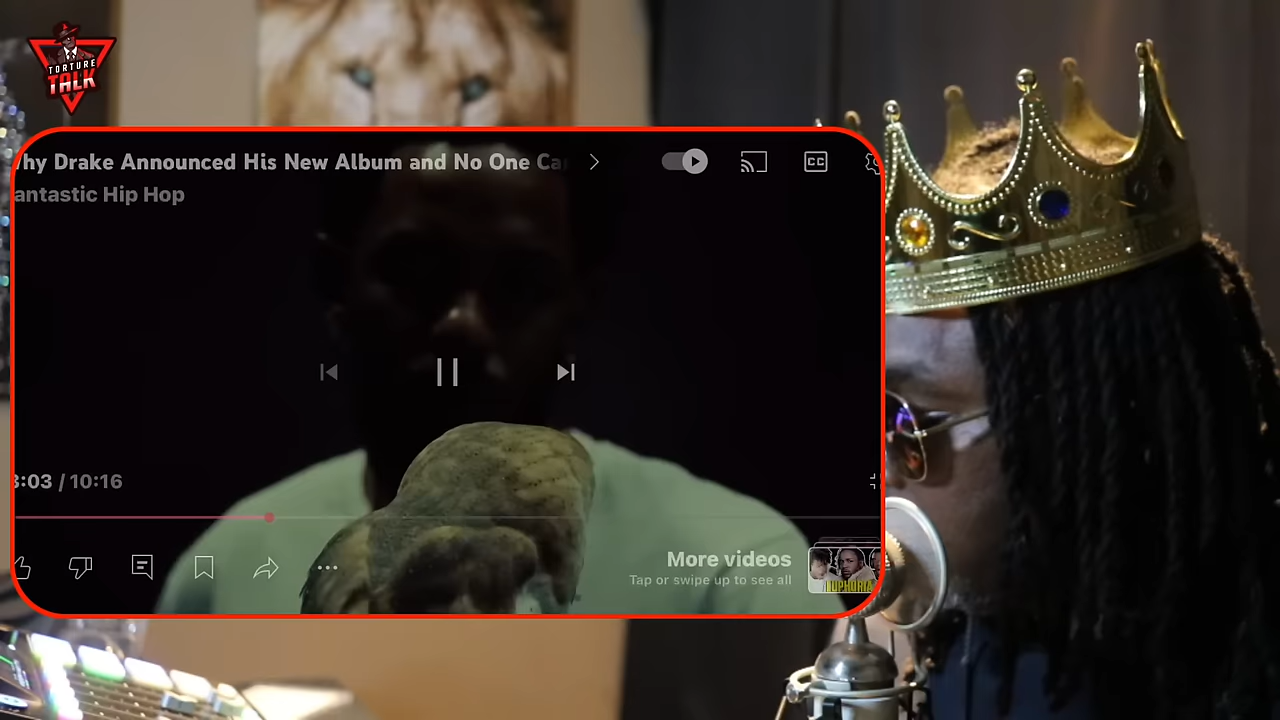 TORTURE
TALK
hy Drake Announced His New Album and No One Ca
CC
antastic Hip Hop
3:03 / 10:16
More videos
Tap or swipe up to see all
EUPHORIA